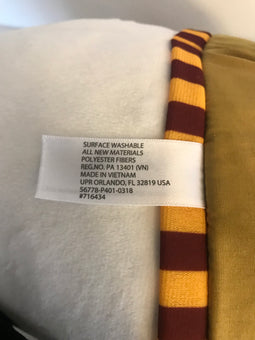 SURFACE WASHABLE
ALL NEW MATERIALS
POLYESTER FIBERS
REG.NO. PA 13401 (VN)
MADE IN VIETNAM
UPR ORLANDO, FL 32819 USA
56778-P401-0318
#716434